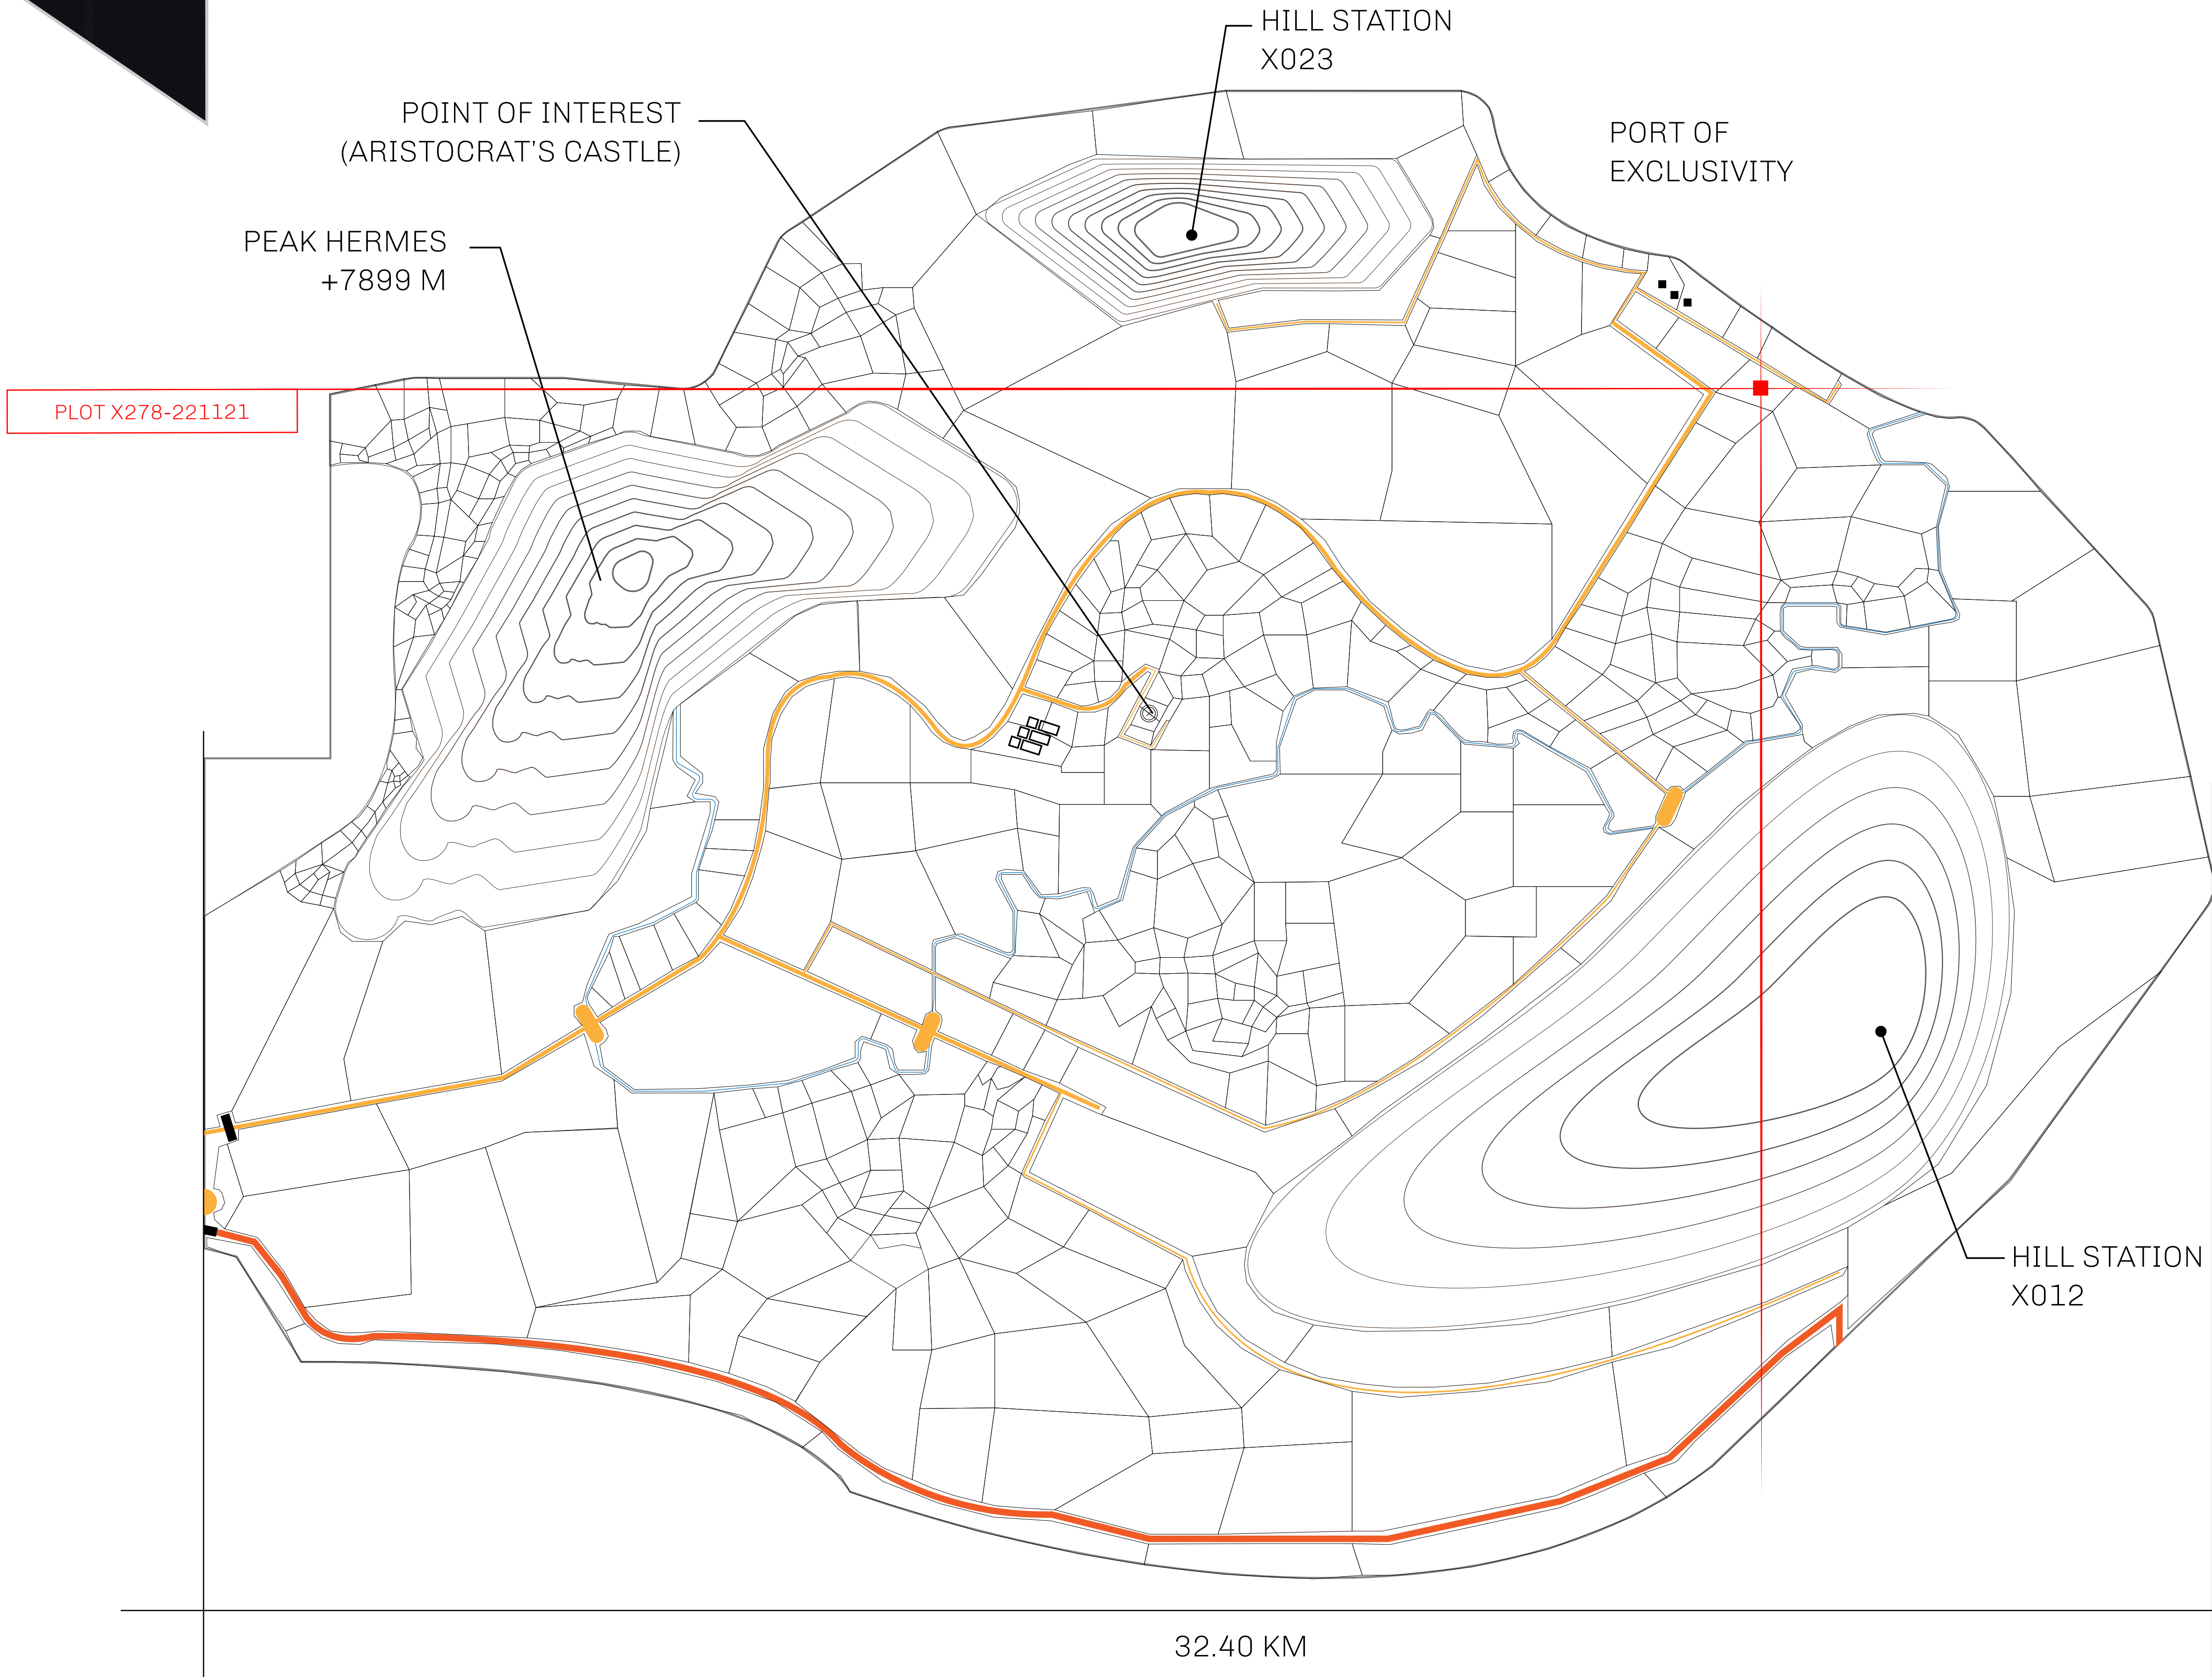 HILL STATION
X023
POINT OF INTEREST
(ARISTOCRAT'S CASTLE)
PORT OF
EXCLUSIVITY
PEAK HERMES
+7899 M
PLOT X278-221121
HILL STATION
X012
32.40 KM